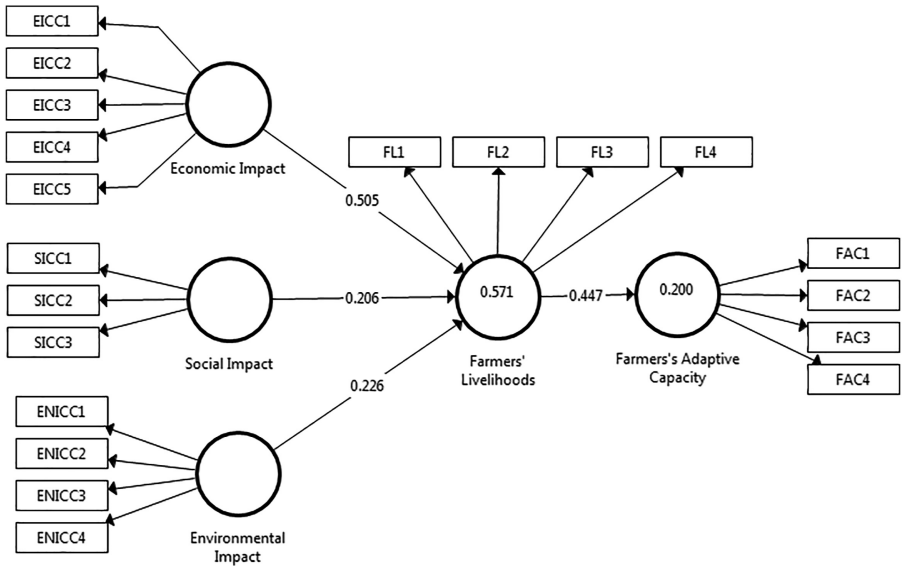 EICC1
EICC2
EICC3
EICC4
EICC5
Economic Impact
0.505
FL1
FL2
FL3
FL4
SICC1
SICC2
SICC3
Social Impact
0.206
0.571
Farmers'
Livelihoods
0.447
0.200
Farmers's Adaptive
Capacity
FAC1
FAC2
FAC3
FAC4
0.226
ENICC1
ENICC2
ENICC3
ENICC4
Environmental
Impact